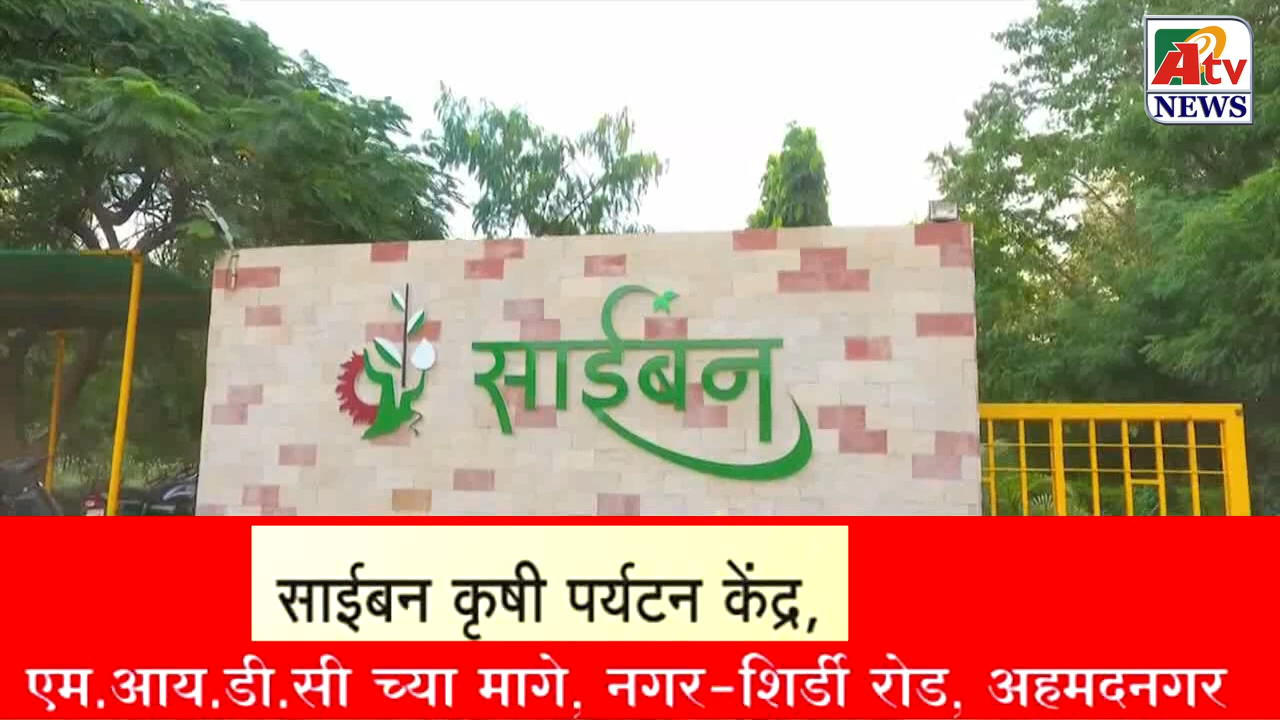 Atv
NEWS
साईबन
साईबन कृषी पर्यटन केंद्र,
एम.आय.डी.सी च्या मागे, नगर-शिर्डी रोड, अहमदनगर